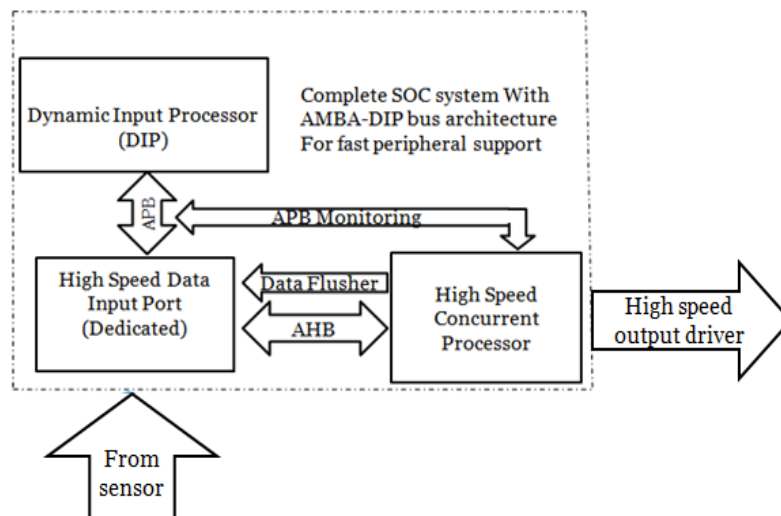 Dynamic Input Processor
(DIP)
Complete SOC system With
AMBA-DIP bus architecture
For fast peripheral support
APB
APB Monitoring
High Speed Data
Input Port
(Dedicated)
Data Flusher
AHB
High Speed
Concurrent
Processor
High speed
output driver
From
sensor